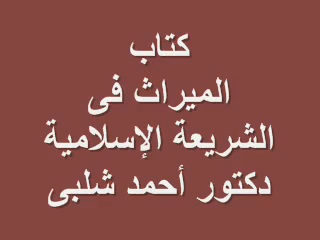 كتاب
الميراث فى
الشريعة الإسلامية
دكتور أحمد شلبى